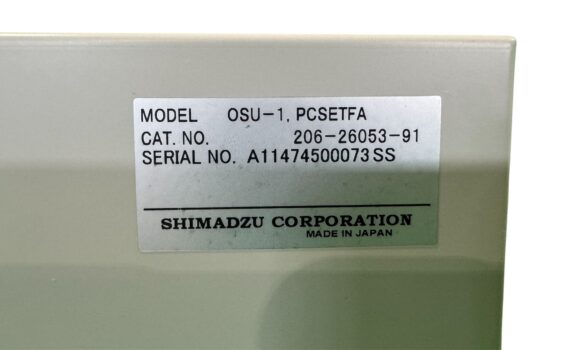 MODEL OSU-1, PCSETFA
CAT. NO. 206-26053-91
SERIAL NO. A11474500073SS
SHIMADZU CORPORATION
MADE IN JAPAN